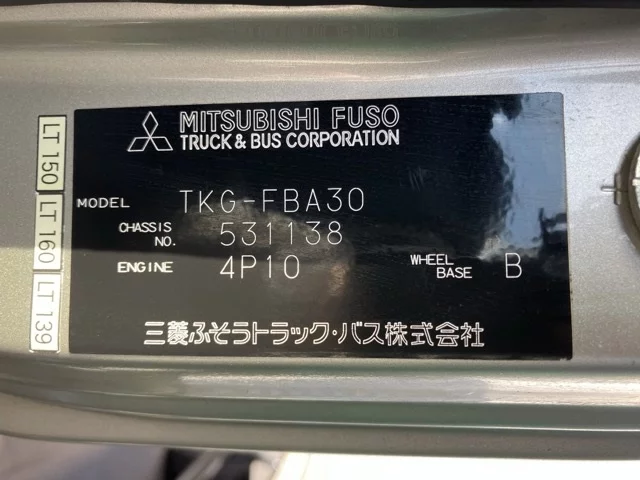 MITSUBISHI FUSO
TRUCK & BUS CORPORATION
MODEL TKG-FBA30
CHASSIS NO. 531138
ENGINE 4P10 WHEEL BASE B
三菱ふそうトラック・バス株式会社
LT 150
LT 160
LT 139